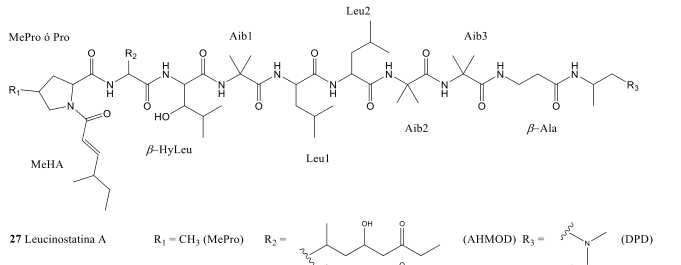 Leu2
MePro ó Pro
Aib1
Aib3
R2
O H N O H N O H N O H N O H N
R1
N H O N H O N H O N H O O
R3
N O HO
Aib2
β-Ala
β-HyLeu
Leu1
MeHA
27 Leucinostatina A R1 = CH3 (MePro) R2 = OH O (AHMOD) R3 = N (DPD)